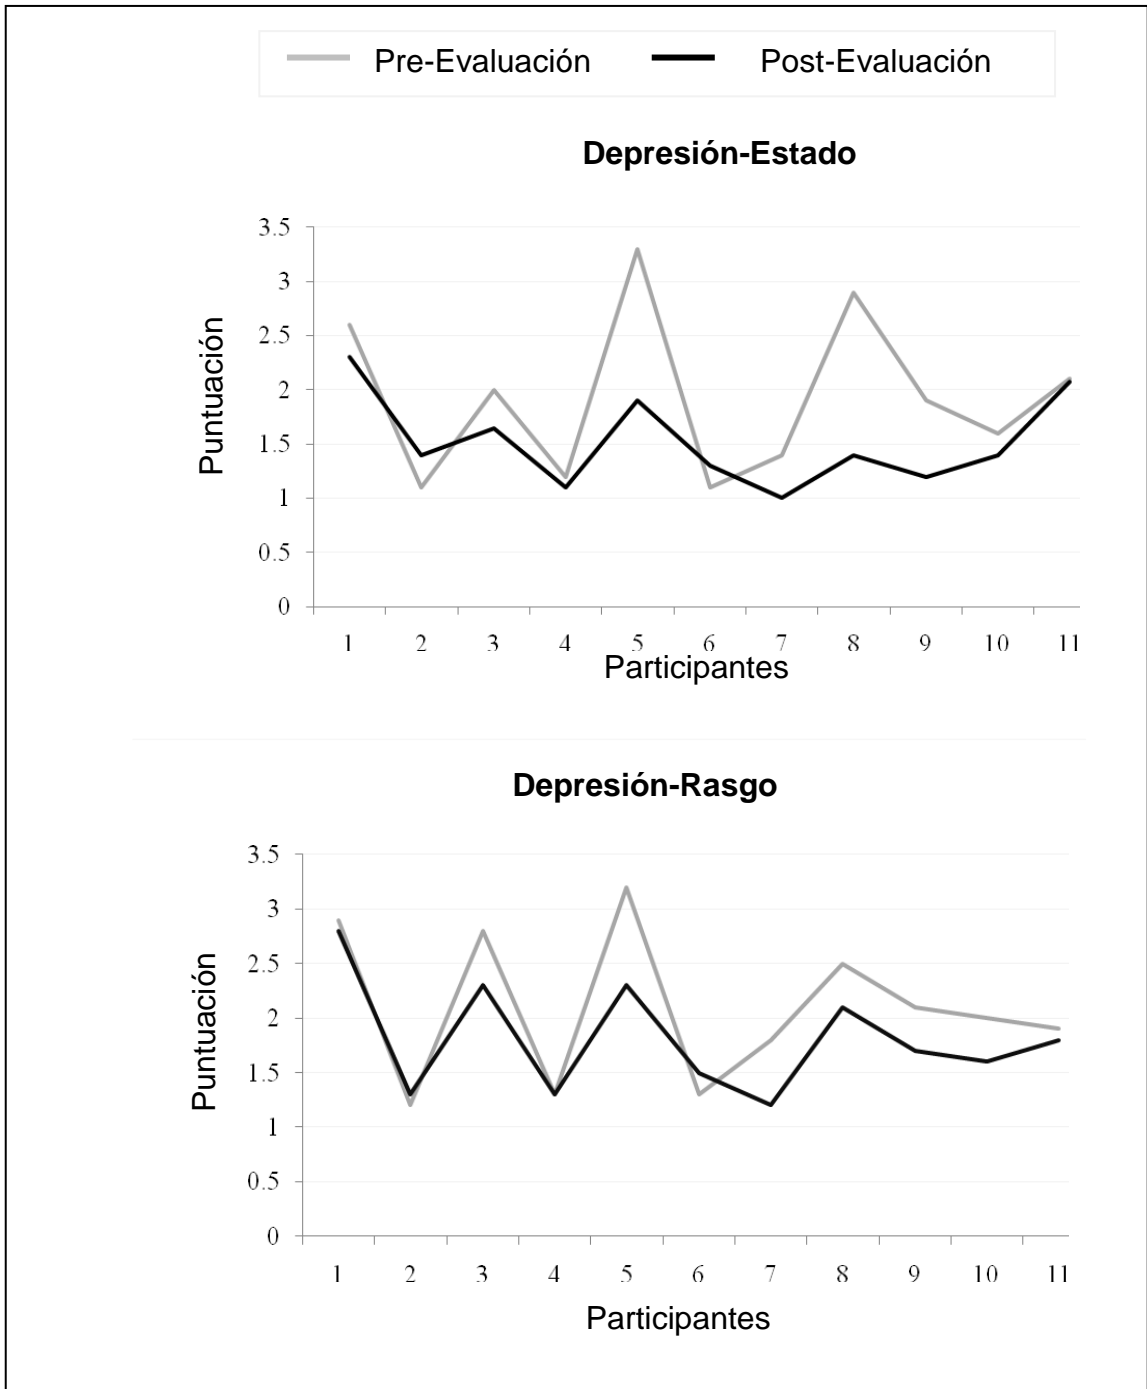 Pre-Evaluación Post-Evaluación
Depresión-Estado
3.5
3
2.5
2
1.5
1
0.5
0
Puntuación
1 2 3 4 5 6 7 8 9 10 11
Participantes
Depresión-Rasgo
3.5
3
2.5
2
1.5
1
0.5
0
Puntuación
1 2 3 4 5 6 7 8 9 10 11
Participantes